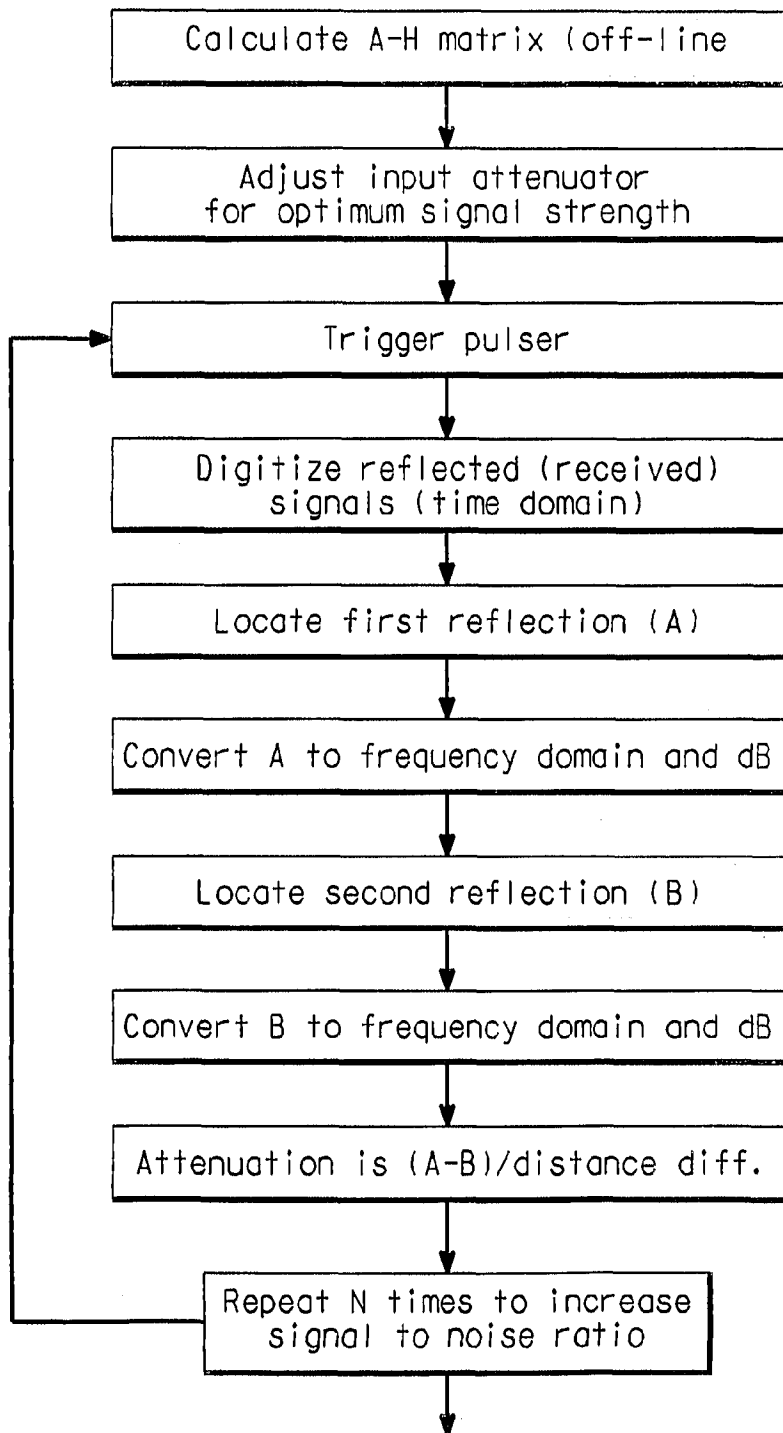 Calculate A-H matrix (off-line
Adjust input attenuator
for optimum signal strength
Trigger pulser
Digitize reflected (received)
signals (time domain)
Locate first reflection (A)
Convert A to frequency domain and dB
Locate second reflection (B)
Convert B to frequency domain and dB
Attenuation is (A-B)/distance diff.
Repeat N times to increase
signal to noise ratio